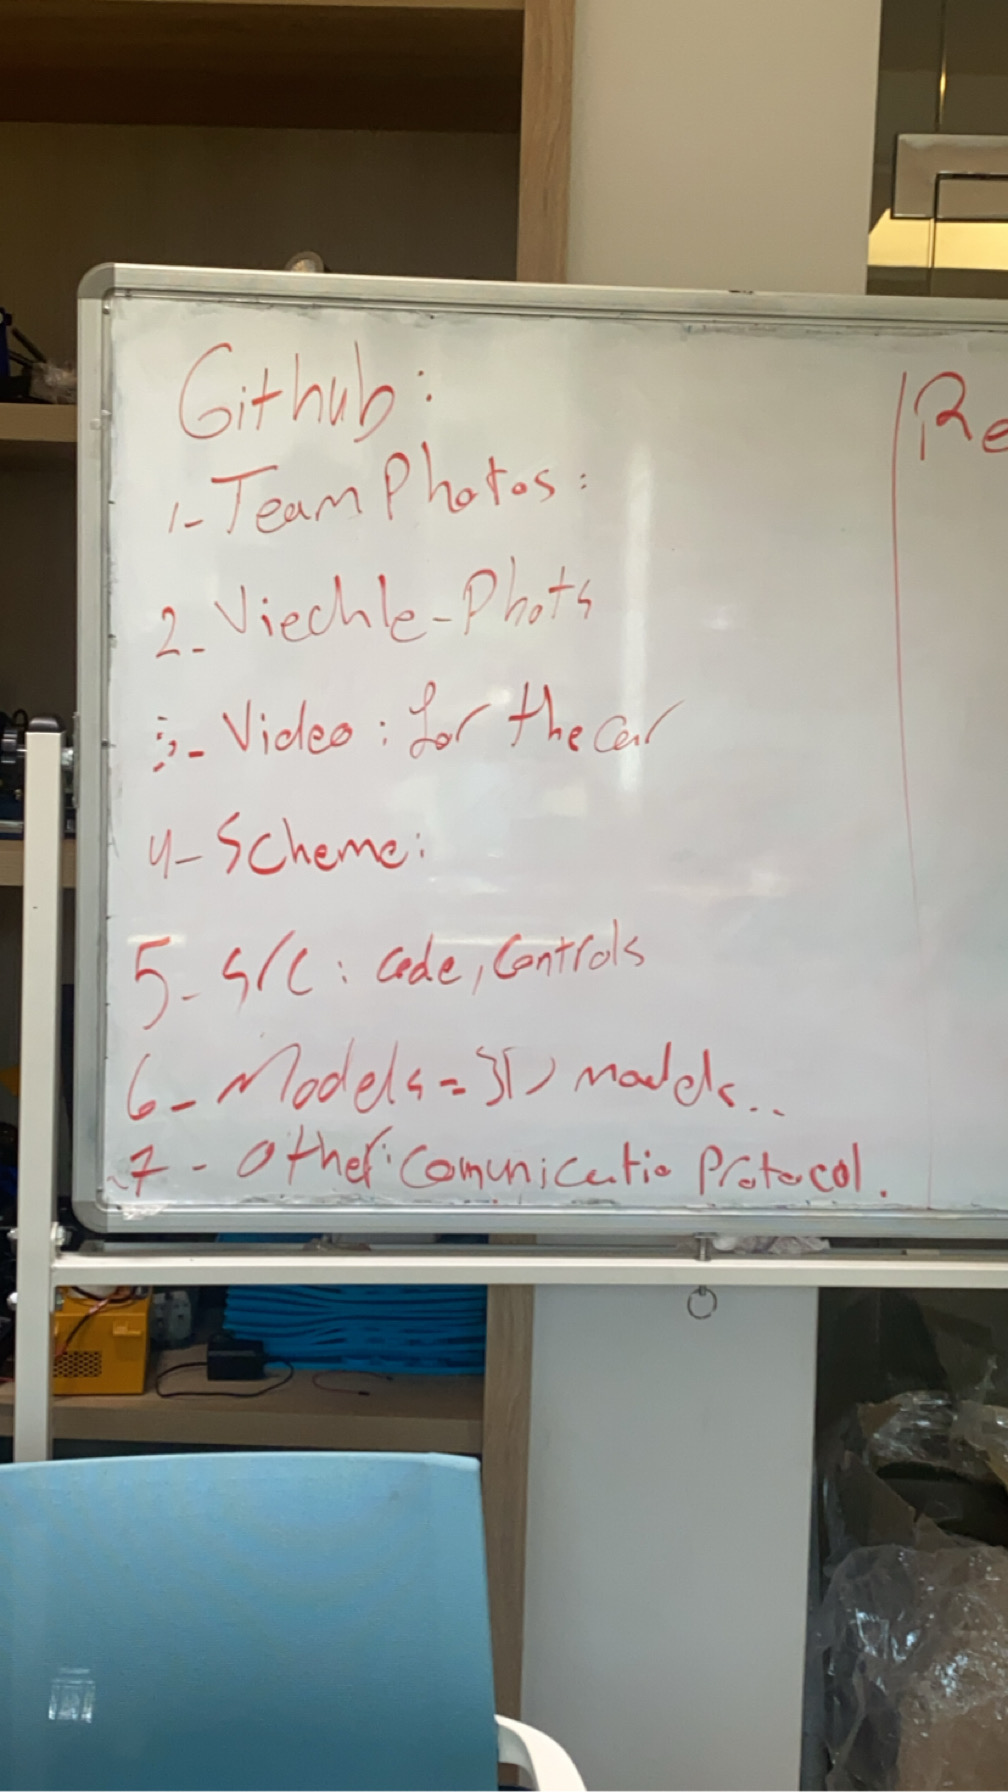 Github:
1- Team Photos:
2- Viechle-Phots
3- Video: for the car
4- Scheme:
5- S/C: code, Controls
6- Models = 3D models..
7- Other: Comunicatio Protocol.
Re